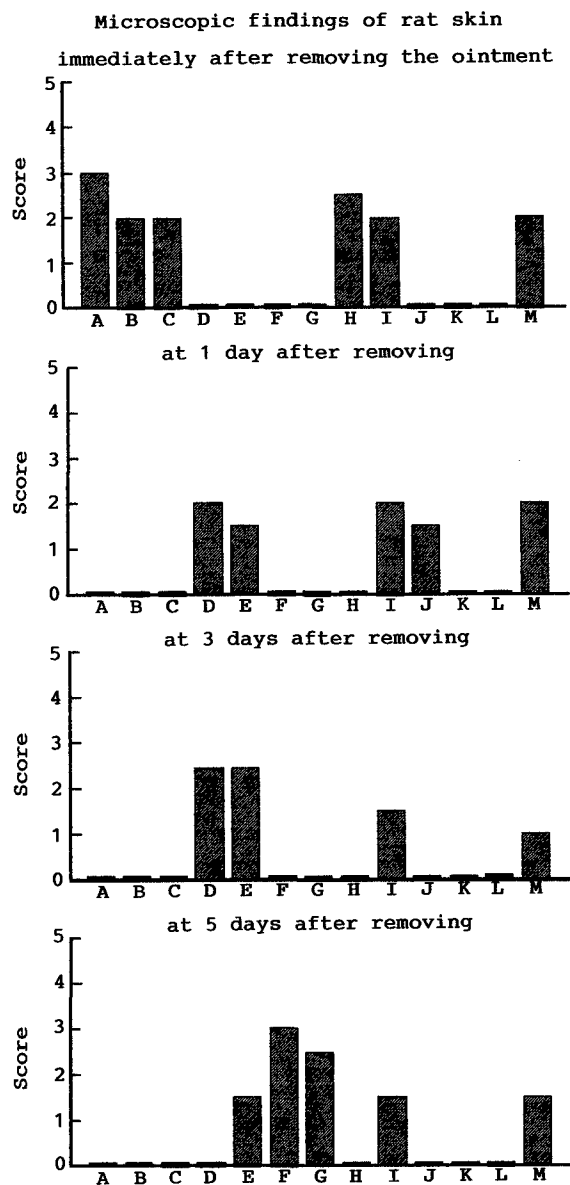 Microscopic findings of rat skin
immediately after removing the ointment
5
4
3
2
1
0
Score
A B C D E F G H I J K L M
at 1 day after removing
5
4
3
2
1
0
Score
A B C D E F G H I J K L M
at 3 days after removing
5
4
3
2
1
0
Score
A B C D E F G H I J K L M
at 5 days after removing
5
4
3
2
1
0
Score
A B C D E F G H I J K L M